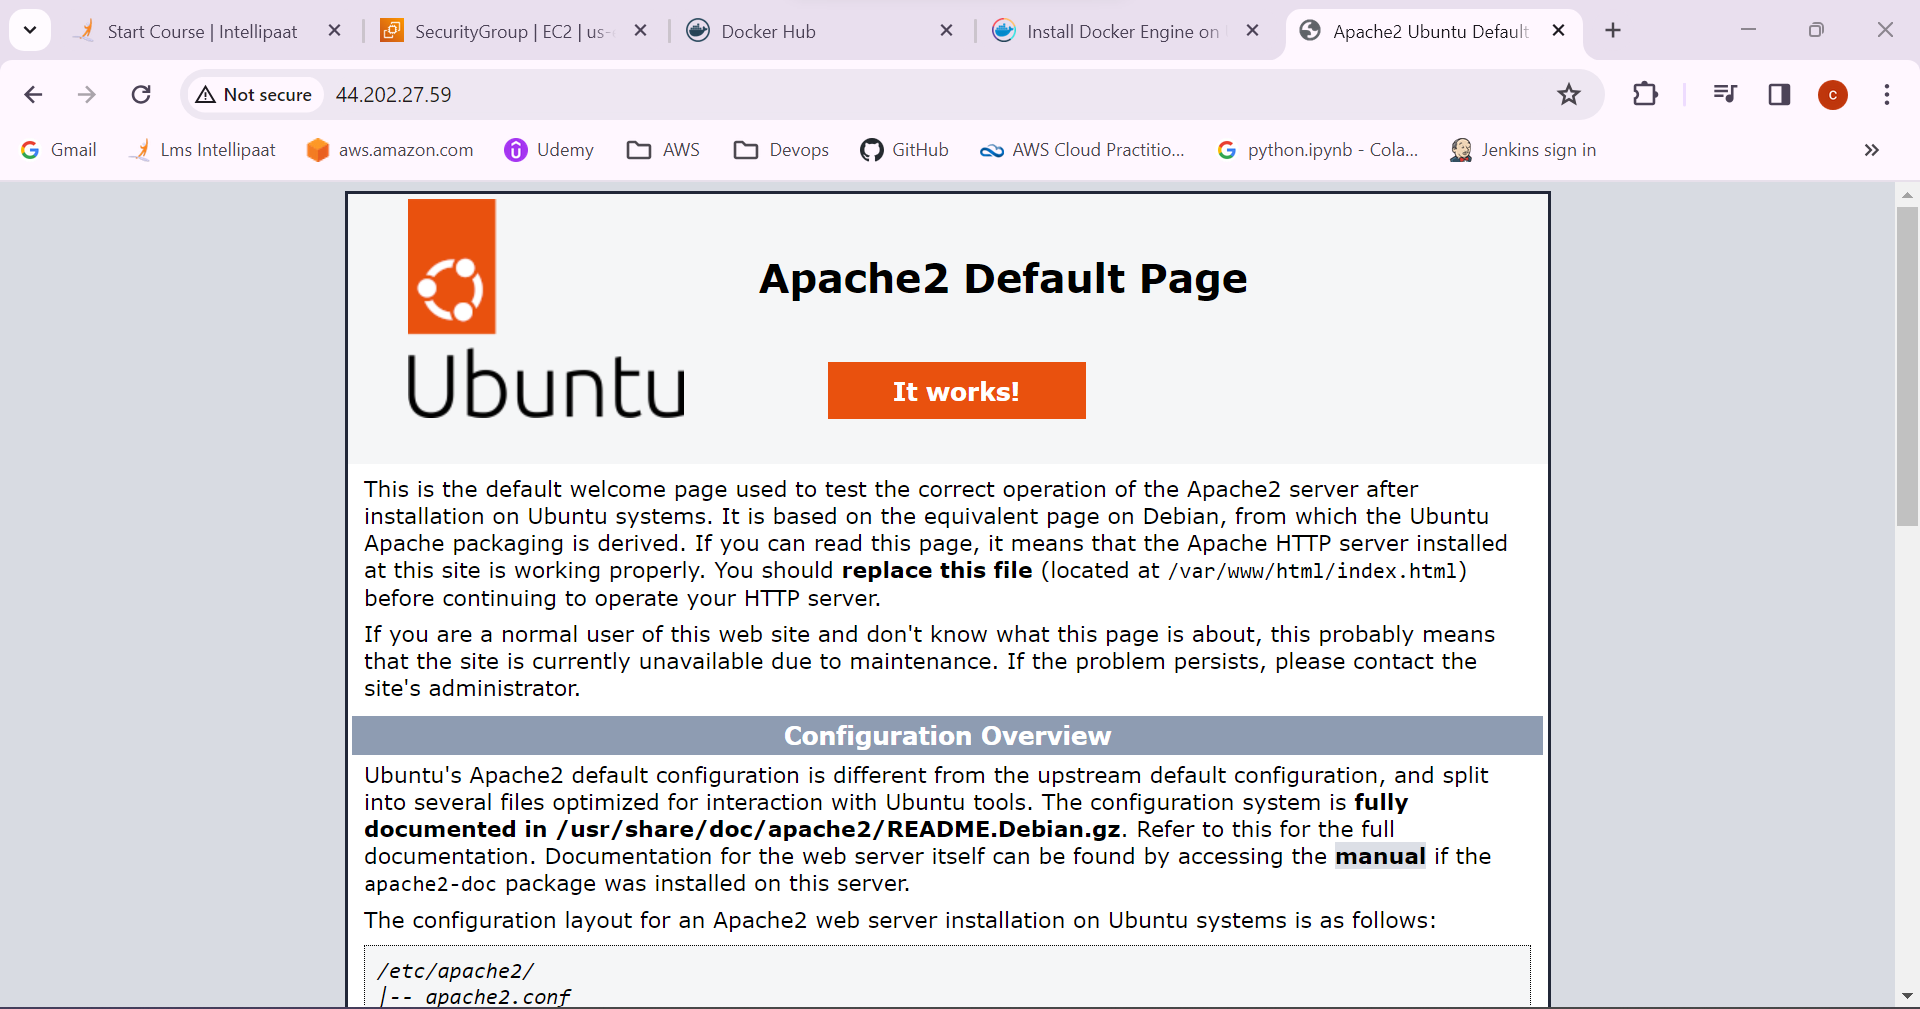 Start Course | Intellipaat
SecurityGroup | EC2 | us-
Docker Hub
Install Docker Engine on
Apache2 Ubuntu Default
Not secure
44.202.27.59
c
Gmail
Lms Intellipaat
aws.amazon.com
Udemy
AWS
Devops
GitHub
AWS Cloud Practitio...
python.ipynb - Cola...
Jenkins sign in
Ubuntu
Apache2 Default Page
It works!
This is the default welcome page used to test the correct operation of the Apache2 server after
installation on Ubuntu systems. It is based on the equivalent page on Debian, from which the Ubuntu
Apache packaging is derived. If you can read this page, it means that the Apache HTTP server installed
at this site is working properly. You should replace this file (located at /var/www/html/index.html)
before continuing to operate your HTTP server.
If you are a normal user of this web site and don't know what this page is about, this probably means
that the site is currently unavailable due to maintenance. If the problem persists, please contact the
site's administrator.
Configuration Overview
Ubuntu's Apache2 default configuration is different from the upstream default configuration, and split
into several files optimized for interaction with Ubuntu tools. The configuration system is fully
documented in /usr/share/doc/apache2/README.Debian.gz. Refer to this for the full
documentation. Documentation for the web server itself can be found by accessing the manual if the
apache2-doc package was installed on this server.
The configuration layout for an Apache2 web server installation on Ubuntu systems is as follows:
/etc/apache2/
|-- apache2.conf